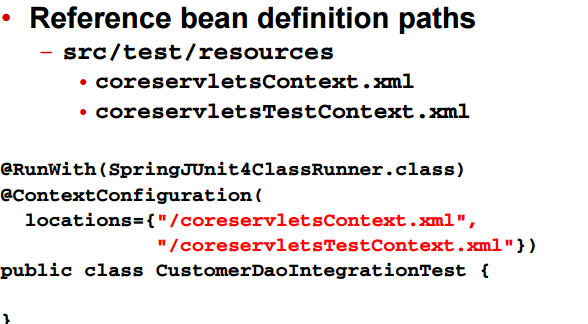 • Reference bean definition paths
– src/test/resources
• coreservletsContext.xml
• coreservletsTestContext.xml
@RunWith(SpringJUnit4ClassRunner.class)
@ContextConfiguration(
locations={"/coreservletsContext.xml",
"/coreservletsTestContext.xml"})
public class CustomerDaoIntegrationTest {
}